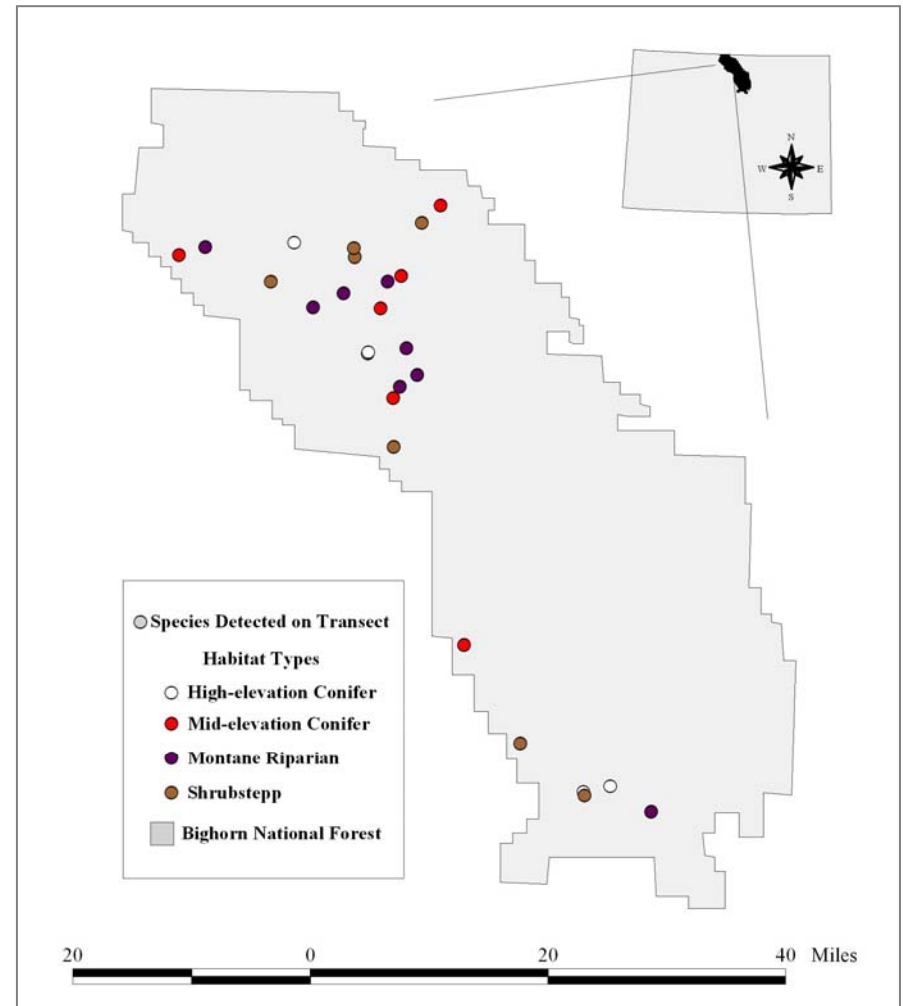 N
W E
S
Species Detected on Transect
Habitat Types
High-elevation Conifer
Mid-elevation Conifer
Montane Riparian
Shrubstepp
Bighorn National Forest
20 0 20 40 Miles